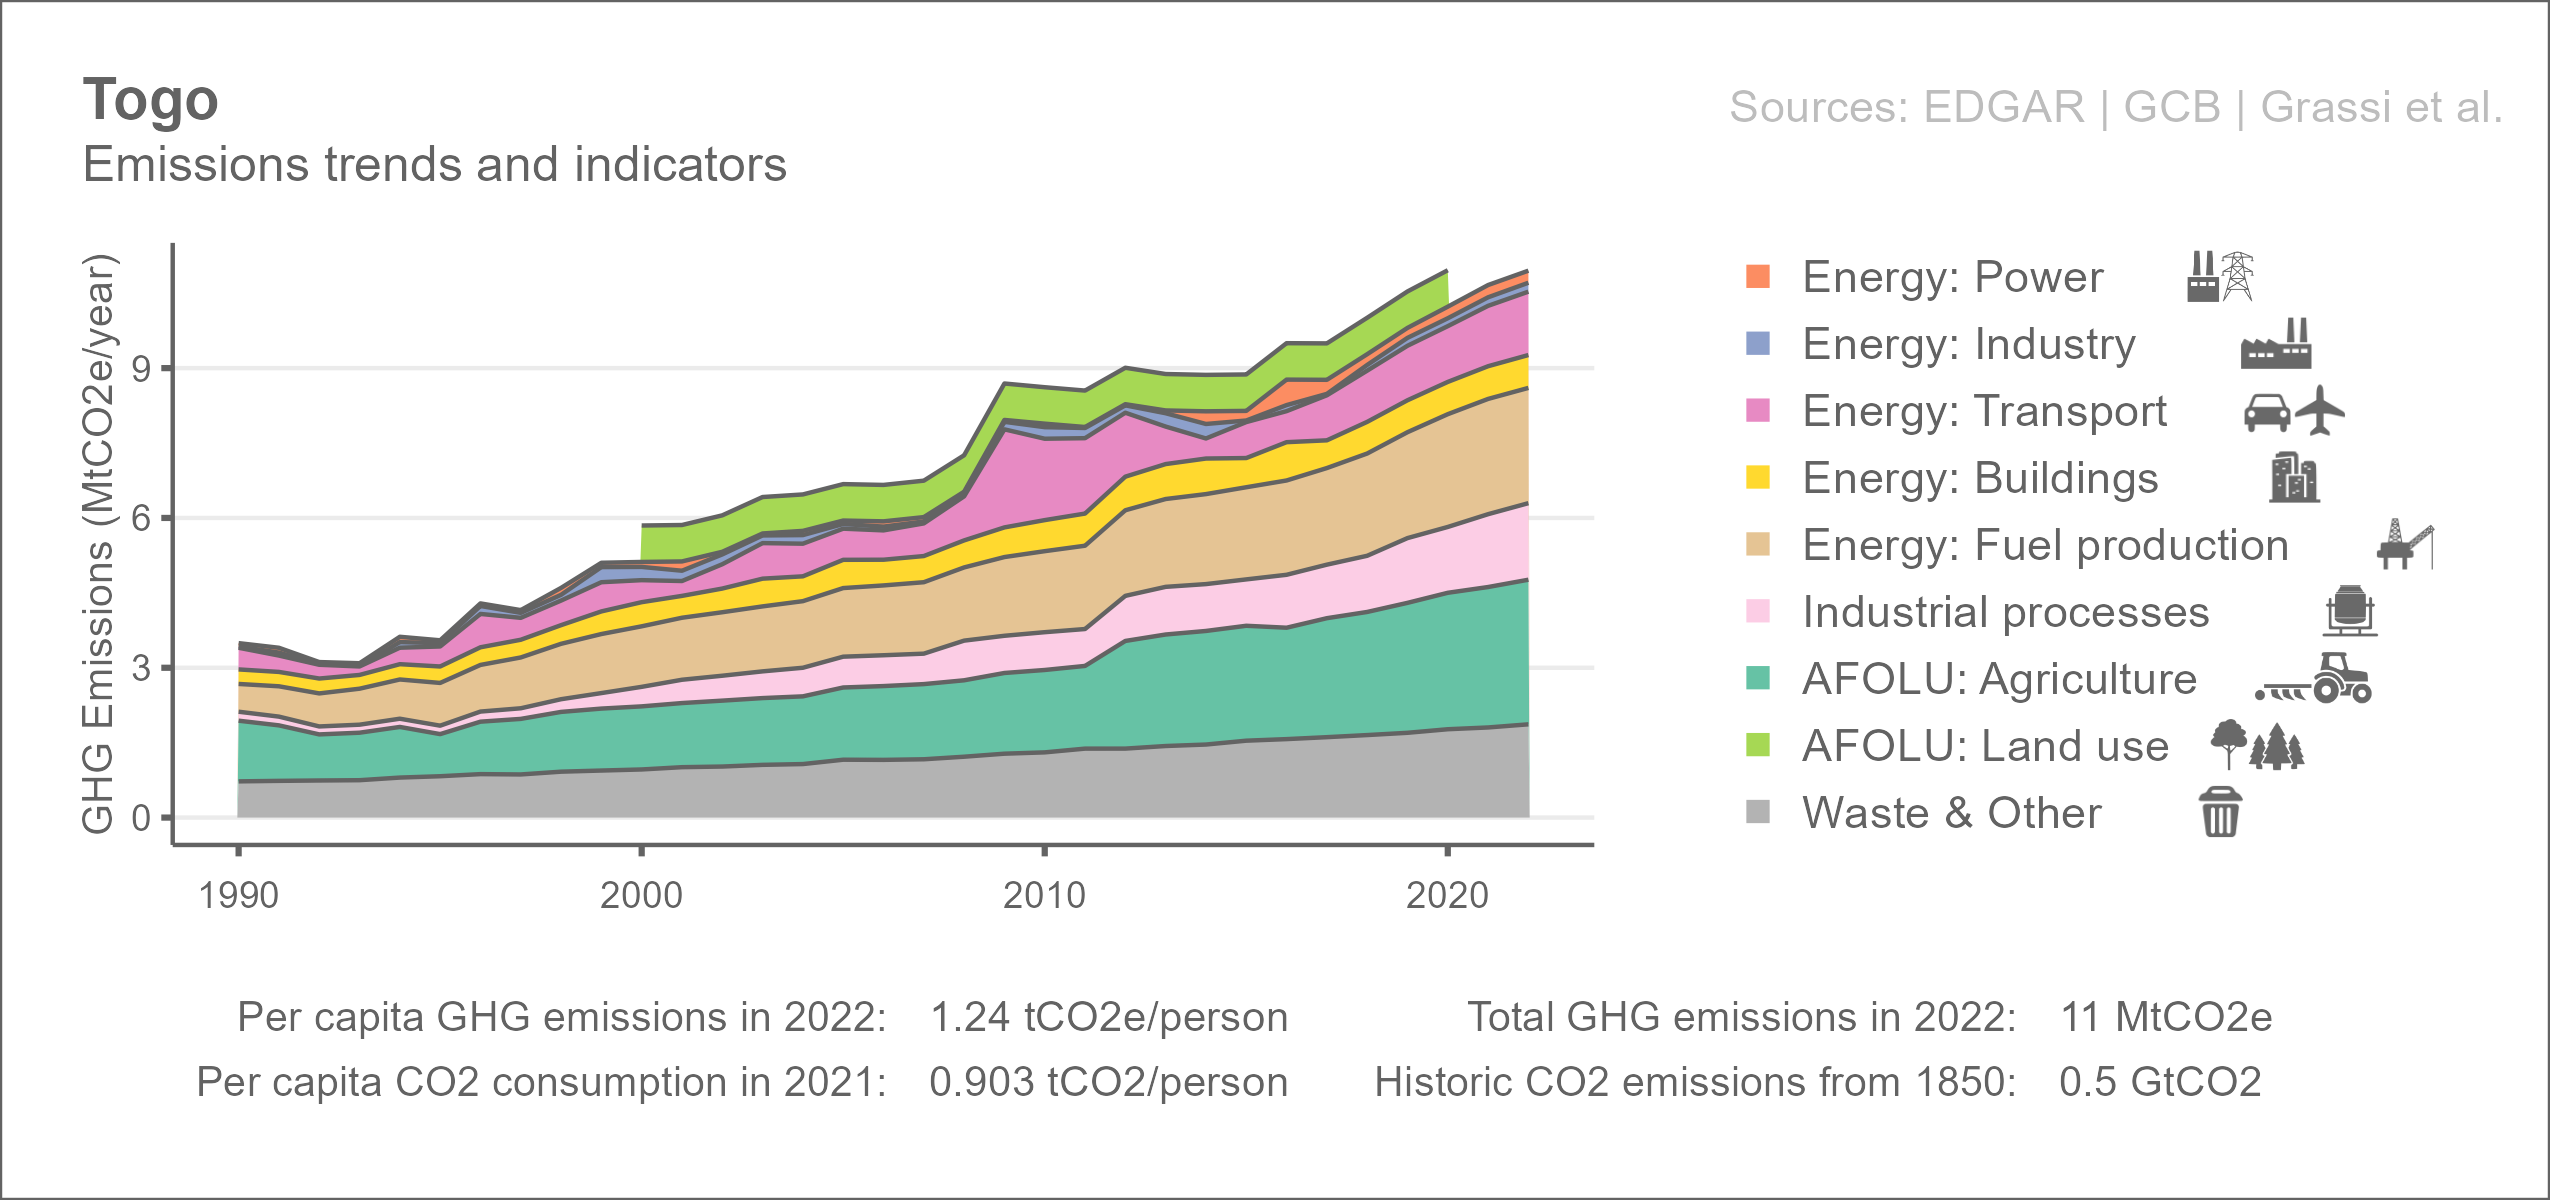 Togo
Sources: EDGAR | GCB | Grassi et al.
Emissions trends and indicators
GHG Emissions (MtCO2e/year)
9
6
3
0
1990 2000 2010 2020
Energy: Power
Energy: Industry
Energy: Transport
Energy: Buildings
Energy: Fuel production
Industrial processes
AFOLU: Agriculture
AFOLU: Land use
Waste & Other
Per capita GHG emissions in 2022: 1.24 tCO2e/person Total GHG emissions in 2022: 11 MtCO2e
Per capita CO2 consumption in 2021: 0.903 tCO2/person Historic CO2 emissions from 1850: 0.5 GtCO2